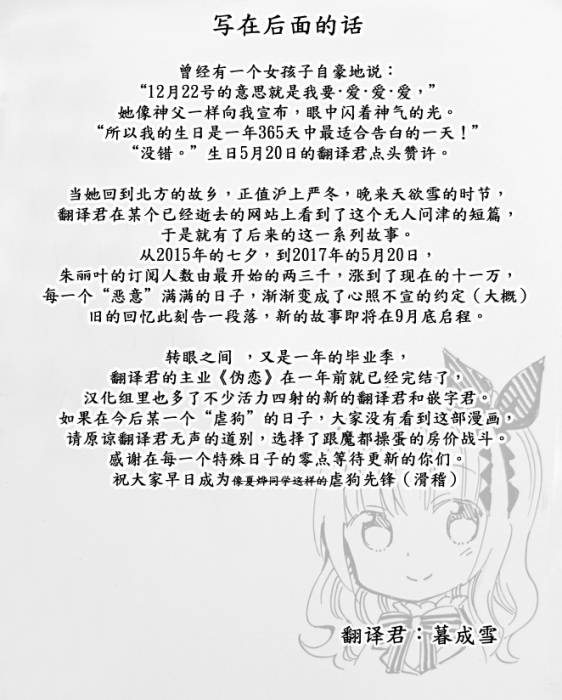 写在后面的话
曾经有一个女孩子自豪地说：
“12月22号的意思就是我要·爱·爱·爱，”
她像神父一样向我宣布，眼中闪着神气的光。
“所以我的生日是一年365天中最适合告白的一天！”
“没错。”生日5月20日的翻译君点头赞许。
当她回到北方的故乡，正值沪上严冬，晚来天欲雪的时节，
翻译君在某个已经逝去的网站上看到了这个无人问津的短篇，
于是就有了后来的这一系列故事。
从2015年的七夕，到2017年的5月20日，
朱丽叶的订阅人数由最开始的两三千，涨到了现在的十一万，
每一个“恶意”满满的日子，渐渐变成了心照不宣的约定（大概）
旧的回忆此刻告一段落，新的故事即将在9月底启程。
转眼之间 ，又是一年的毕业季，
翻译君的主业《伪恋》在一年前就已经完结了，
汉化组里也多了不少活力四射的新的翻译君和嵌字君。
如果在今后某一个“虐狗”的日子，大家没有看到这部漫画，
请原谅翻译君无声的道别，选择了跟魔都操蛋的房价战斗。
感谢在每一个特殊日子的零点等待更新的你们。
祝大家早日成为像夏烨同学这样的虐狗先锋（滑稽）
翻译君：暮成雪